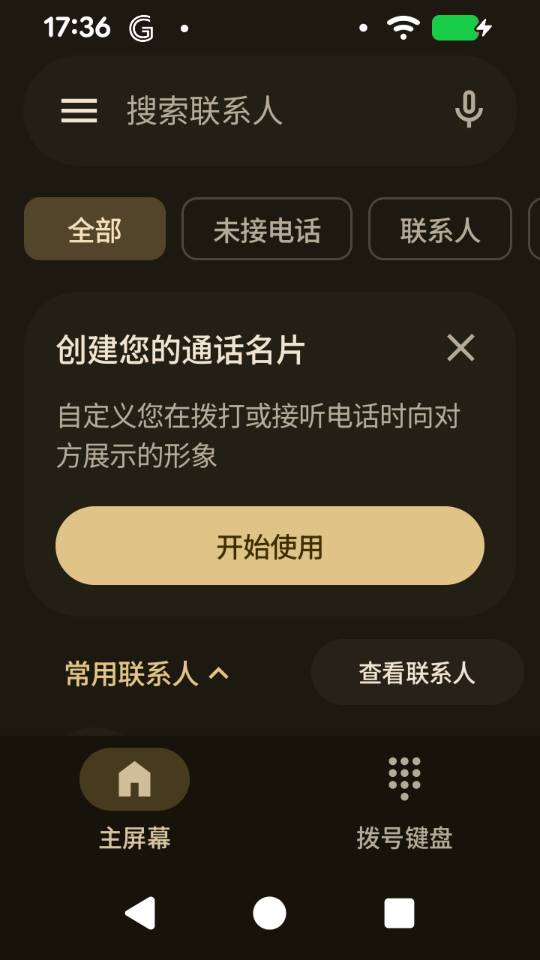 17:36
搜索联系人
全部
未接电话
联系人
创建您的通话名片
自定义您在拨打或接听电话时向对
方展示的形象
开始使用
常用联系人
查看联系人
主屏幕
拨号键盘